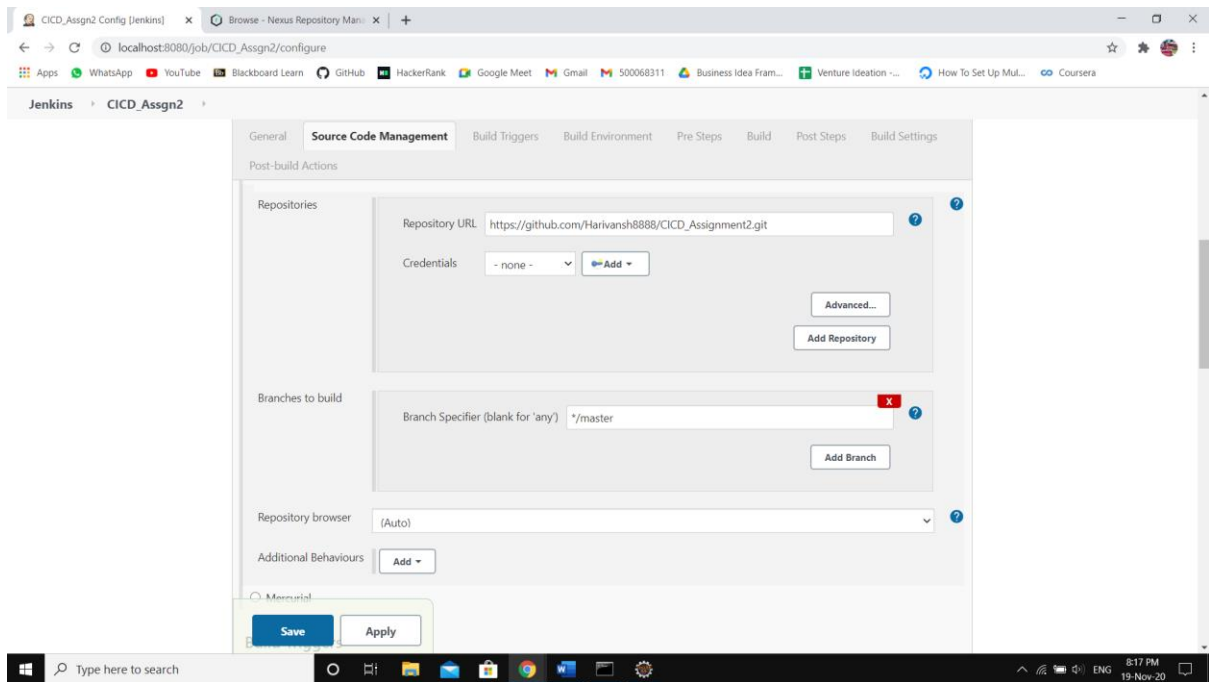 CICD_Assgn2 Config [Jenkins] Browse - Nexus Repository Mana
localhost:8080/job/CICD_Assgn2/configure
Apps WhatsApp YouTube Blackboard Learn GitHub HackerRank Google Meet Gmail 500068311 Business Idea Fram... Venture Ideation -... How To Set Up Mul... Coursera
Jenkins CICD_Assgn2
General Source Code Management Build Triggers Build Environment Pre Steps Build Post Steps Build Settings
Post-build Actions
Repositories
Repository URL https://github.com/Harivansh8888/CICD_Assignment2.git
Credentials - none - Add
Advanced...
Add Repository
Branches to build
X
Branch Specifier (blank for 'any') */master
Add Branch
Repository browser (Auto)
Additional Behaviours Add
Mercurial
Save Apply
Build Triggers
Type here to search ENG 8:17 PM
19-Nov-20